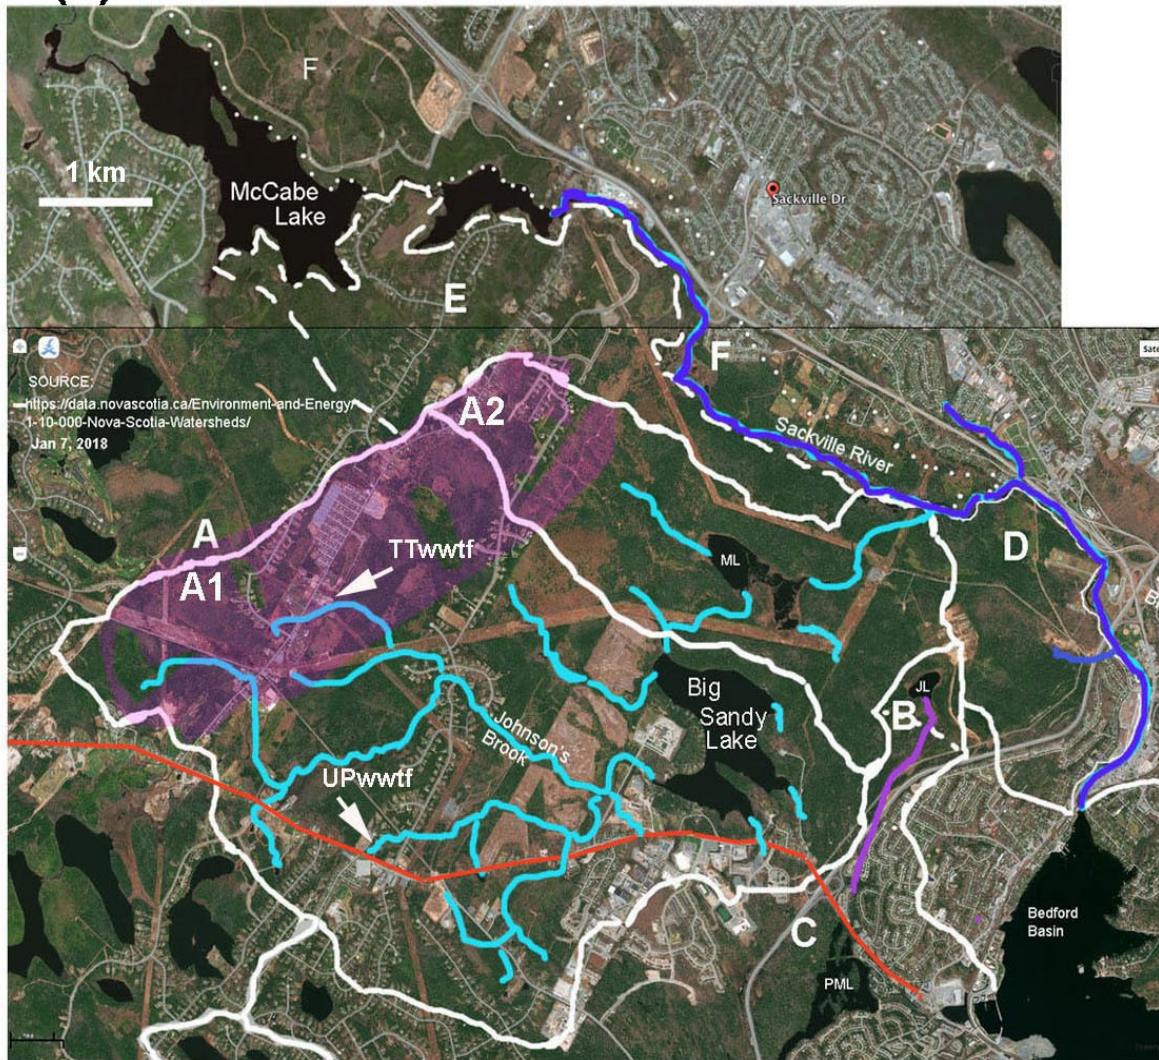 F
1 km
McCabe
Lake
Sackville Dr
E
F
SOURCE:
https://data.novascotia.ca/Environment-and-Energy/
1-10-000-Nova-Scotia-Watersheds/
Jan 7, 2018
A2
Sackville River
A
A1
TTwwtf
ML
D
Big
Sandy
Lake
JL
B
Johnson's
Brook
UPwwtf
C
Bedford
Basin
PML